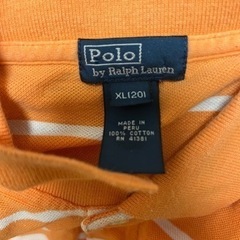 Polo
by Ralph Lauren
XL(20)
MADE IN
PERU
100% COTTON
RN 41381